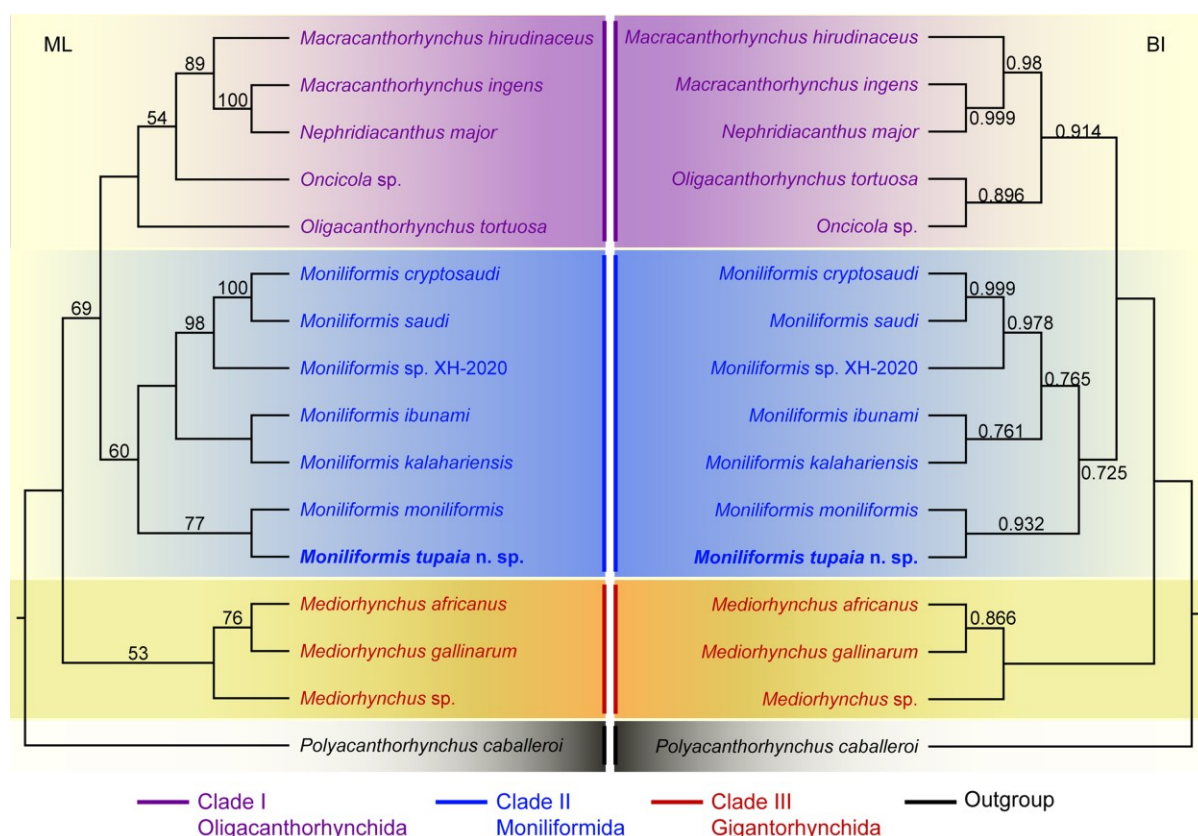 ML
BI
89
Macracanthorhynchus hirudinaceus
Macracanthorhynchus hirudinaceus
0.98
100
Macracanthorhynchus ingens
Macracanthorhynchus ingens
0.999
54
Nephridiacanthus major
Nephridiacanthus major
0.914
Oncicola sp.
Oligacanthorhynchus tortuosa
0.896
Oligacanthorhynchus tortuosa
Oncicola sp.
69
100
Moniliformis cryptosaudi
Moniliformis cryptosaudi
0.999
98
Moniliformis saudi
Moniliformis saudi
0.978
Moniliformis sp. XH-2020
Moniliformis sp. XH-2020
0.765
Moniliformis ibunami
Moniliformis ibunami
0.761
60
Moniliformis kalahariensis
Moniliformis kalahariensis
0.725
77
Moniliformis moniliformis
Moniliformis moniliformis
0.932
Moniliformis tupaia n. sp.
Moniliformis tupaia n. sp.
76
Mediorhynchus africanus
Mediorhynchus africanus
0.866
53
Mediorhynchus gallinarum
Mediorhynchus gallinarum
Mediorhynchus sp.
Mediorhynchus sp.
Polyacanthorhynchus caballeroi
Polyacanthorhynchus caballeroi
Clade I
Oligacanthorhynchida
Clade II
Moniliformida
Clade III
Gigantorhynchida
Outgroup